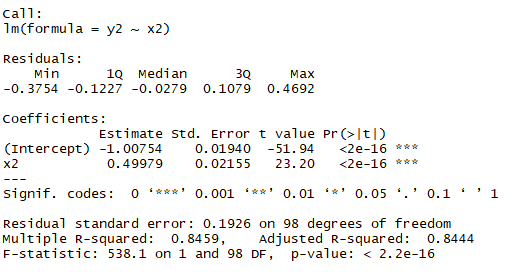 Call:
lm(formula = y2 ~ x2)
Residuals:
    Min      1Q  Median      3Q     Max
-0.3754 -0.1227 -0.0279  0.1079  0.4692
Coefficients:
            Estimate Std. Error t value Pr(>|t|)
(Intercept) -1.00754    0.01940  -51.94   <2e-16 ***
x2           0.49979    0.02155   23.20   <2e-16 ***
---
Signif. codes:  0 ‘***’ 0.001 ‘**’ 0.01 ‘*’ 0.05 ‘.’ 0.1 ‘ ’ 1
Residual standard error: 0.1926 on 98 degrees of freedom
Multiple R-squared:  0.8459,    Adjusted R-squared:  0.8444
F-statistic: 538.1 on 1 and 98 DF,  p-value: < 2.2e-16